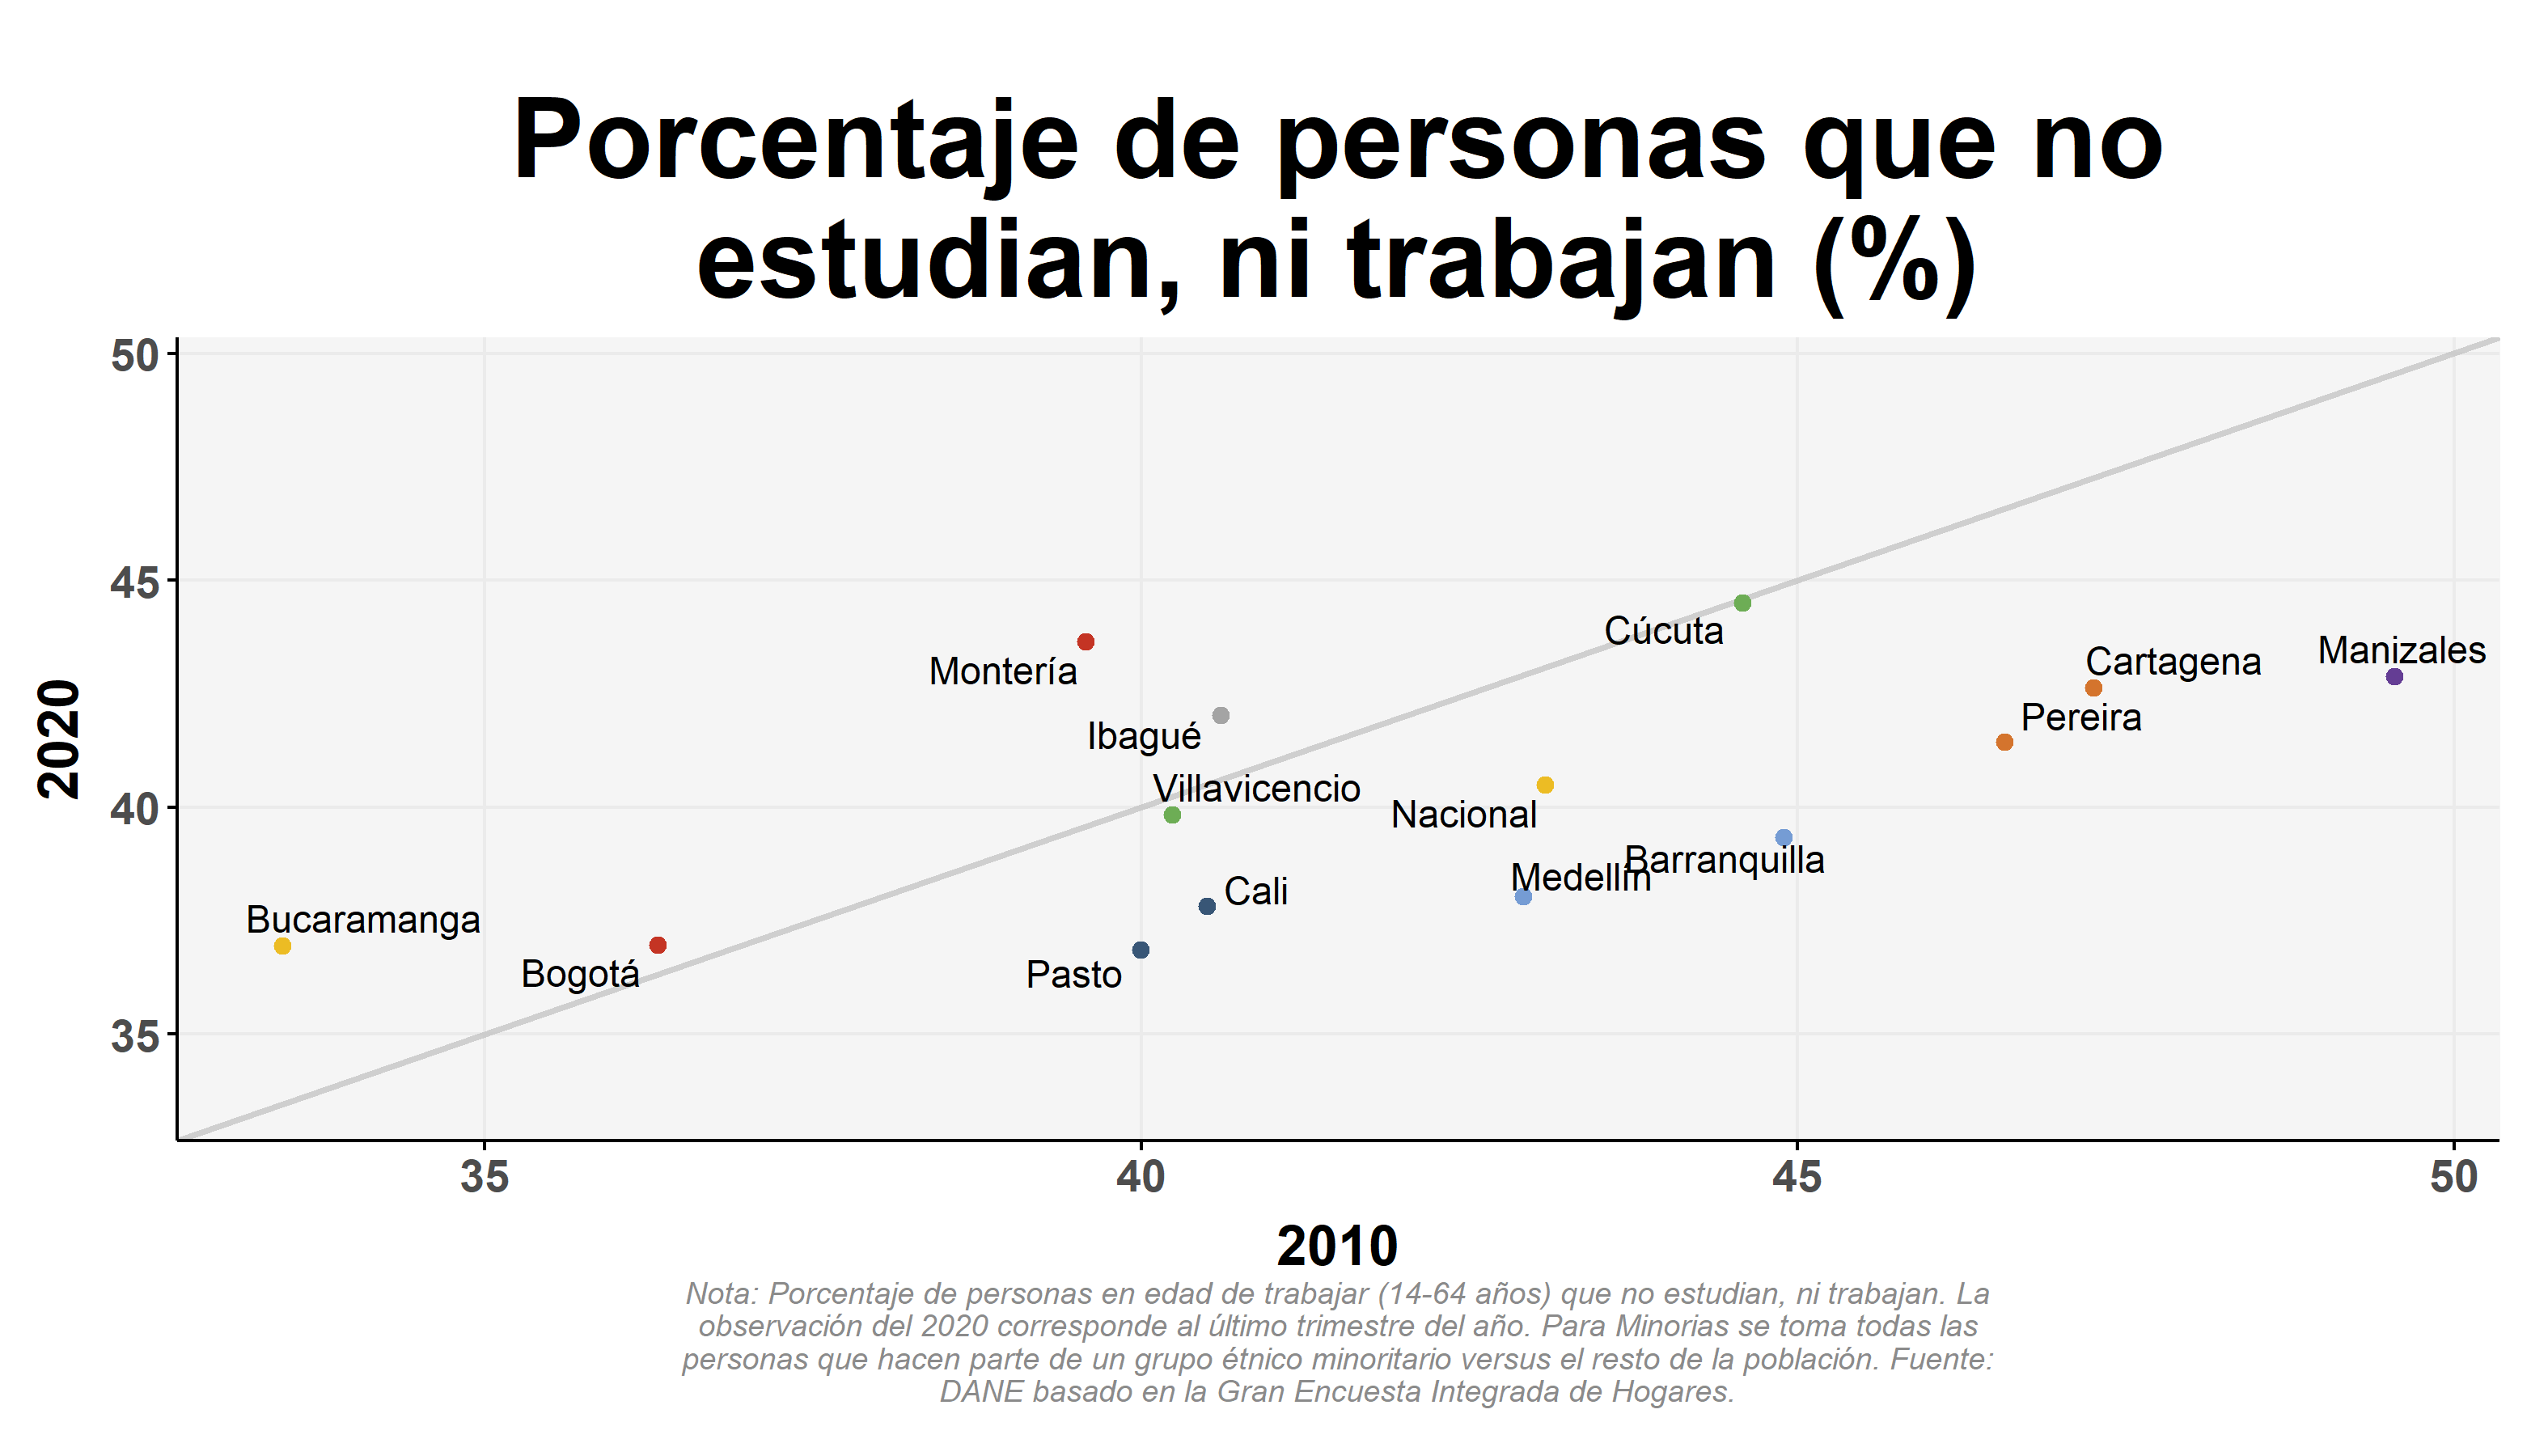 Porcentaje de personas que no
estudian, ni trabajan (%)
50
45
40
35
2020
Cúcuta
Montería
Cartagena
Manizales
Ibagué
Pereira
Villavicencio
Nacional
Barranquilla
Medellín
Cali
Bucaramanga
Bogotá
Pasto
35
40
45
50
2010
Nota: Porcentaje de personas en edad de trabajar (14-64 años) que no estudian, ni trabajan. La
observación del 2020 corresponde al último trimestre del año. Para Minorias se toma todas las
personas que hacen parte de un grupo étnico minoritario versus el resto de la población. Fuente:
DANE basado en la Gran Encuesta Integrada de Hogares.